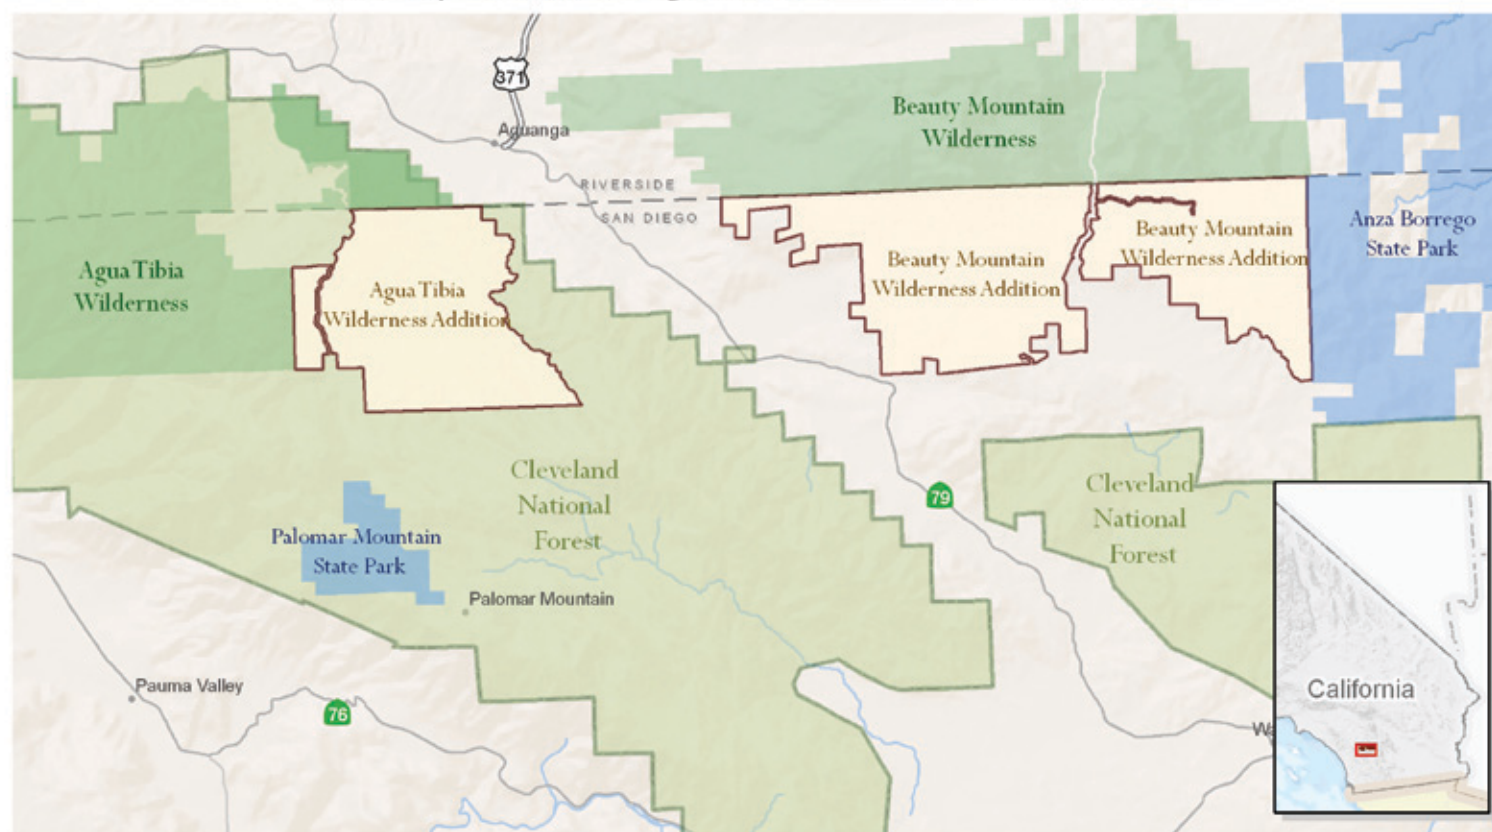 371
Aguanga
Beauty Mountain
Wilderness
RIVERSIDE
SAN DIEGO
Anza Borrego
State Park
Beauty Mountain
Wilderness Addition
Beauty Mountain
Wilderness Addition
Agua Tibia
Wilderness
Agua Tibia
Wilderness Addition
Cleveland
National
Forest
79
Cleveland
National
Forest
Palomar Mountain
State Park
Palomar Mountain
Pauma Valley
76
California